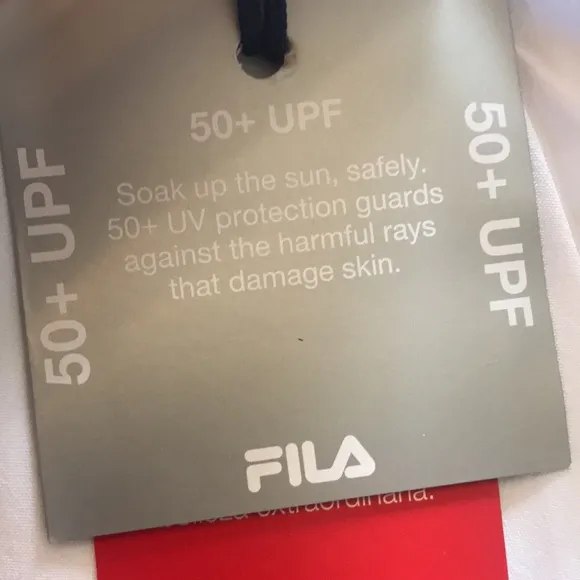 50+ UPF
50+ UPF
50+ UPF
Soak up the sun, safely.
50+ UV protection guards
against the harmful rays
that damage skin.
FILA
extraordinaria.